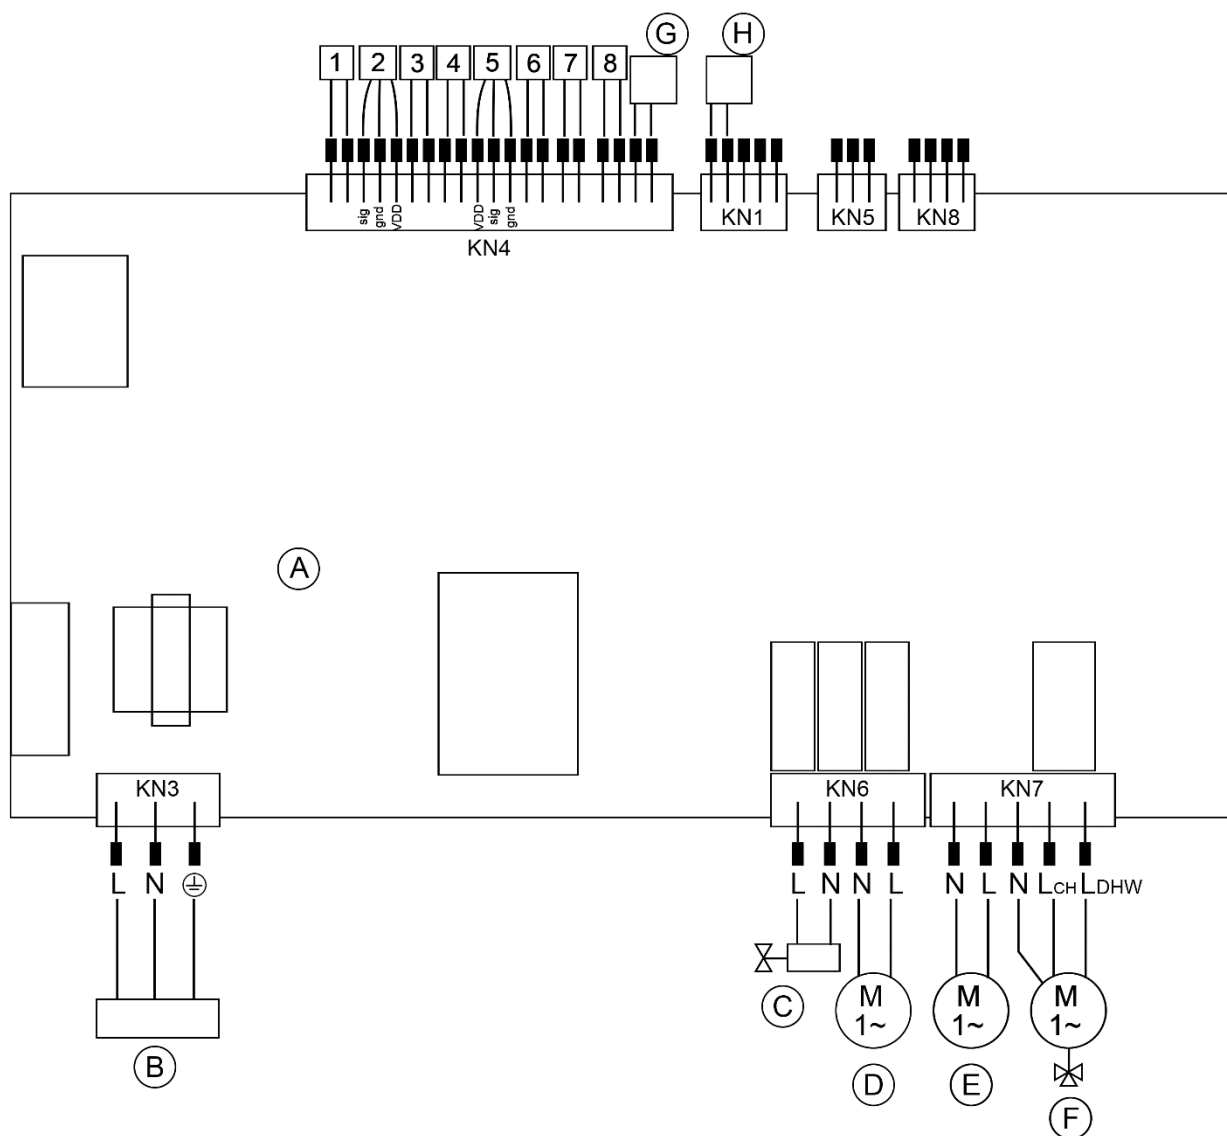 G H
1 2 3 4 5 6 7 8
sig gnd VDD VDD sig gnd
KN1 KN5 KN8
KN4
A
KN3 KN6 KN7
L N L N N L N L N LCH LDHW
C
M 1~ M 1~ M 1~
B
D E
F